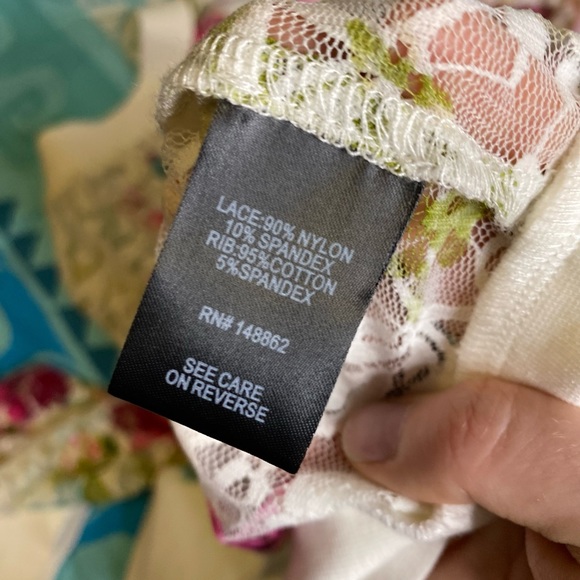 LACE:90% NYLON
10% SPANDEX
RIB:95%COTTON
5%SPANDEX
RN# 148862
SEE CARE
ON REVERSE